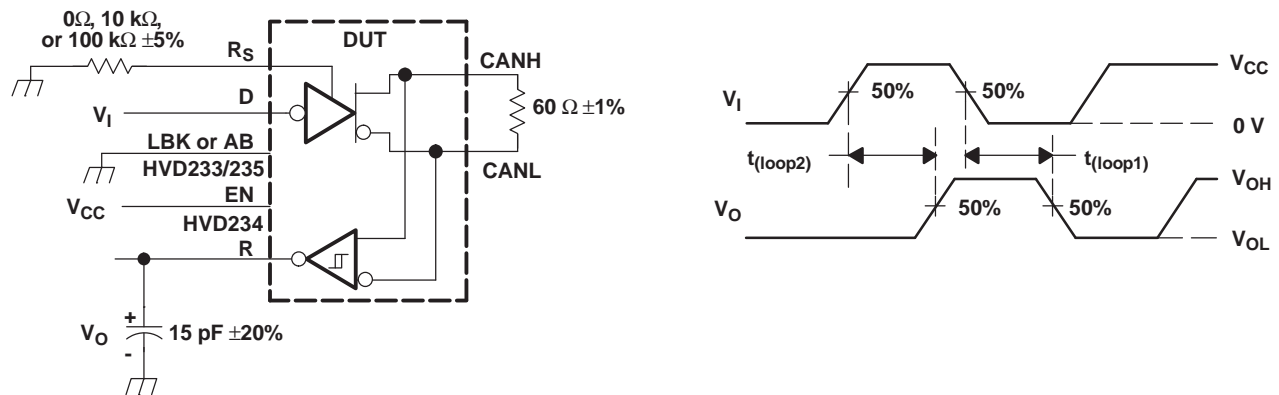 0Ω, 10 kΩ,
or 100 kΩ ±5%
RS
DUT
CANH
D
VI
60 Ω ±1%
LBK or AB
HVD233/235
CANL
EN
VCC
HVD234
R
VO
+
-
15 pF ±20%
VI
50%
50%
VCC
0 V
t(loop2)
t(loop1)
VO
50%
50%
VOH
VOL